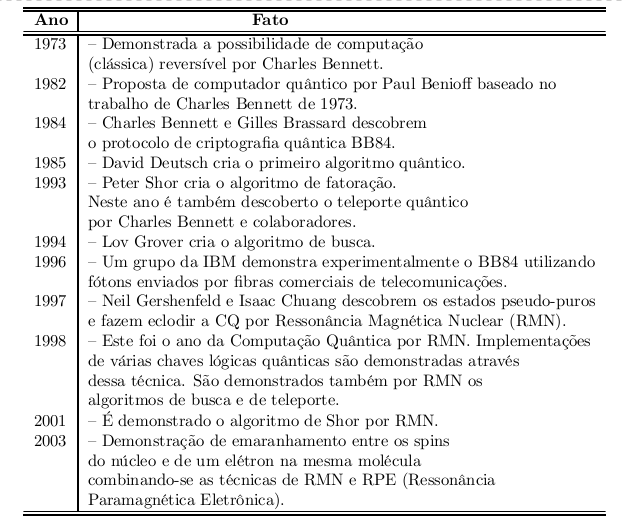 Ano Fato
1973 – Demonstrada a possibilidade de computação
(clássica) reversível por Charles Bennett.
1982 – Proposta de computador quântico por Paul Benioff baseado no
trabalho de Charles Bennett de 1973.
1984 – Charles Bennett e Gilles Brassard descobrem
o protocolo de criptografia quântica BB84.
1985 – David Deutsch cria o primeiro algoritmo quântico.
1993 – Peter Shor cria o algoritmo de fatoração.
Neste ano é também descoberto o teleporte quântico
por Charles Bennett e colaboradores.
1994 – Lov Grover cria o algoritmo de busca.
1996 – Um grupo da IBM demonstra experimentalmente o BB84 utilizando
fótons enviados por fibras comerciais de telecomunicações.
1997 – Neil Gershenfeld e Isaac Chuang descobrem os estados pseudo-puros
e fazem eclodir a CQ por Ressonância Magnética Nuclear (RMN).
1998 – Este foi o ano da Computação Quântica por RMN. Implementações
de várias chaves lógicas quânticas são demonstradas através
dessa técnica. São demonstrados também por RMN os
algoritmos de busca e de teleporte.
2001 – É demonstrado o algoritmo de Shor por RMN.
2003 – Demonstração de emaranhamento entre os spins
do núcleo e de um elétron na mesma molécula
combinando-se as técnicas de RMN e RPE (Ressonância
Paramagnética Eletrônica).